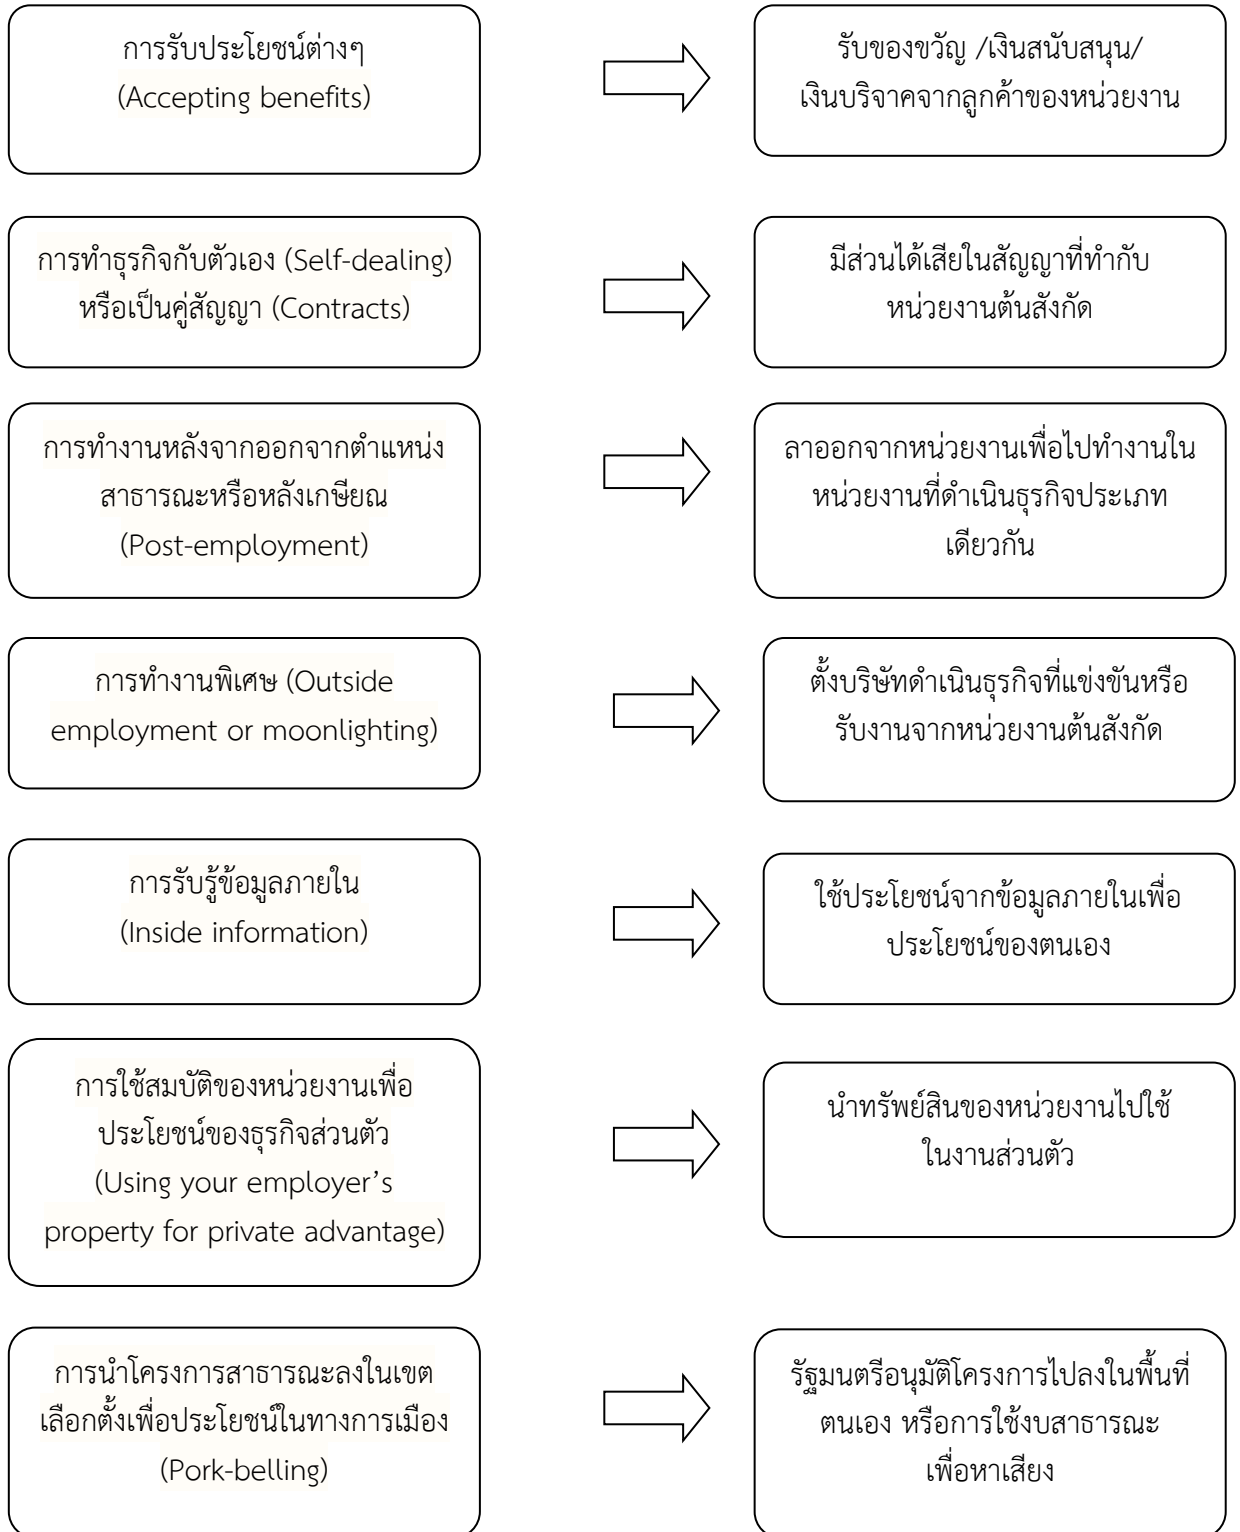 การรับประโยชน์ต่างๆ
(Accepting benefits)
รับของขวัญ /เงินสนับสนุน/
เงินบริจาคจากลูกค้าของหน่วยงาน
การทำธุรกิจกับตัวเอง (Self-dealing)
หรือเป็นคู่สัญญา (Contracts)
มีส่วนได้เสียในสัญญาที่ทำกับ
หน่วยงานต้นสังกัด
การทำงานหลังจากออกจากตำแหน่ง
สาธารณะหรือหลังเกษียณ
(Post-employment)
ลาออกจากหน่วยงานเพื่อไปทำงานใน
หน่วยงานที่ดำเนินธุรกิจประเภท
เดียวกัน
การทำงานพิเศษ (Outside
employment or moonlighting)
ตั้งบริษัทดำเนินธุรกิจที่แข่งขันหรือ
รับงานจากหน่วยงานต้นสังกัด
การรับรู้ข้อมูลภายใน
(Inside information)
ใช้ประโยชน์จากข้อมูลภายในเพื่อ
ประโยชน์ของตนเอง
การใช้สมบัติของหน่วยงานเพื่อ
ประโยชน์ของธุรกิจส่วนตัว
(Using your employer’s
property for private advantage)
นำทรัพย์สินของหน่วยงานไปใช้
ในงานส่วนตัว
การนำโครงการสาธารณะลงในเขต
เลือกตั้งเพื่อประโยชน์ในทางการเมือง
(Pork-belling)
รัฐมนตรีอนุมัติโครงการไปลงในพื้นที่
ตนเอง หรือการใช้งบสาธารณะ
เพื่อหาเสียง